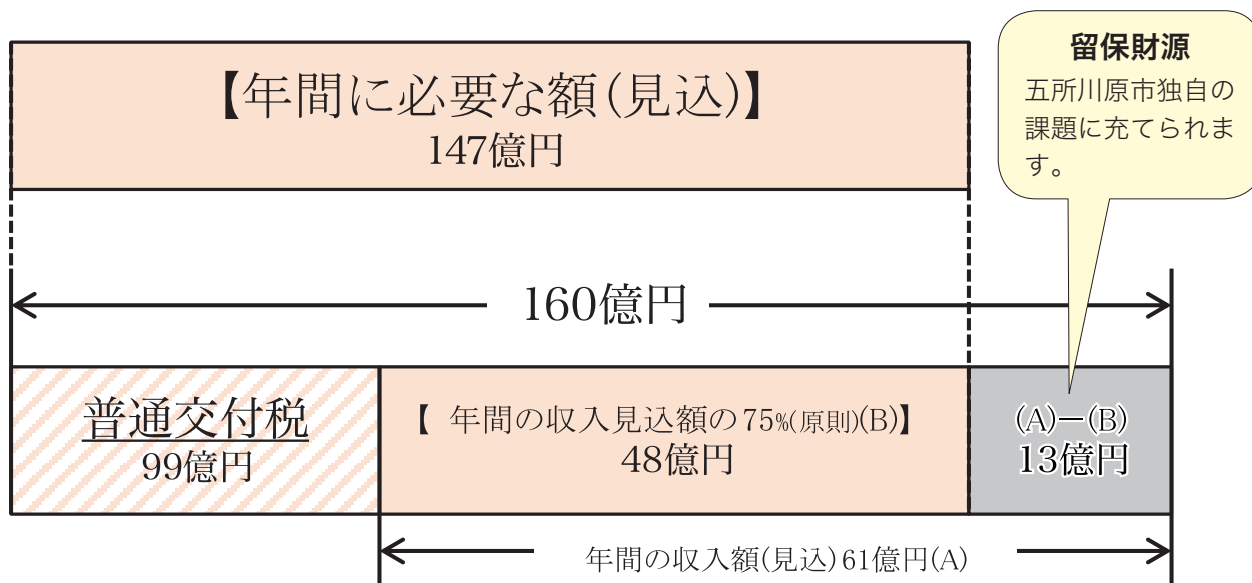 【年間に必要な額(見込)】
147億円
留保財源
五所川原市独自の
課題に充てられま
す。
160億円
普通交付税
99億円
【 年間の収入見込額の75%(原則)(B)】
48億円
(A)−(B)
13億円
年間の収入額(見込)61億円(A)